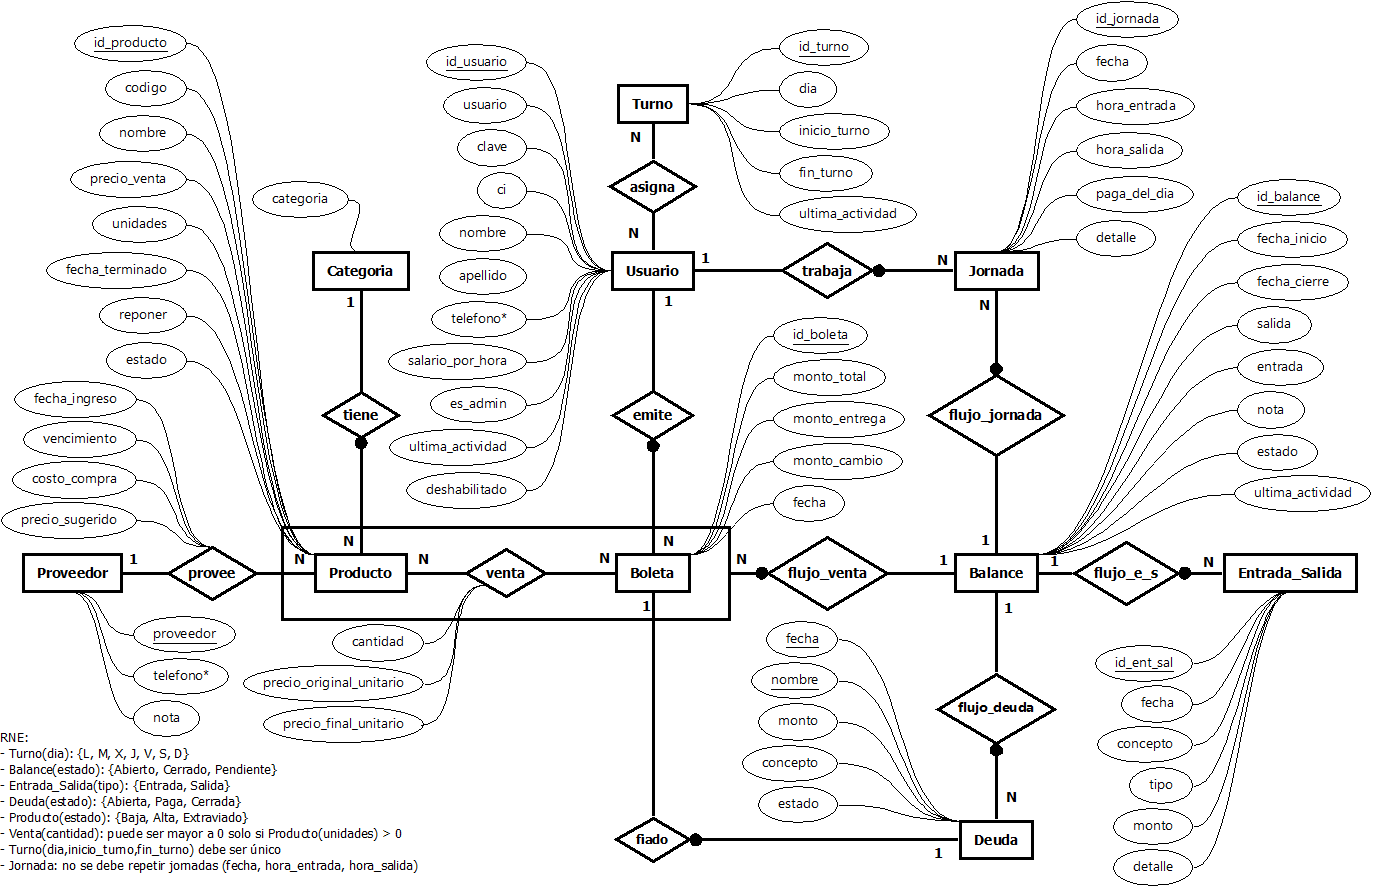 id_producto
codigo
nombre
precio_venta
unidades
fecha_terminado
reponer
estado
fecha_ingreso
vencimiento
costo_compra
precio_sugerido
categoria
Categoria
1
tiene
N
id_usuario
usuario
clave
ci
nombre
apellido
telefono*
salario_por_hora
es_admin
ultima_actividad
deshabilitado
Turno
N
asigna
N
Usuario
1
1
emite
N
id_turno
dia
inicio_turno
fin_turno
ultima_actividad
trabaja
N
Jornada
N
id_jornada
fecha
hora_entrada
hora_salida
paga_del_dia
detalle
flujo_jornada
1
id_boleta
monto_total
monto_entrega
monto_cambio
fecha
id_balance
fecha_inicio
fecha_cierre
salida
entrada
nota
estado
ultima_actividad
Proveedor
1
provee
N
Producto
N
venta
N
Boleta
1
N
flujo_venta
1
Balance
1
1
flujo_e_s
N
Entrada_Salida
proveedor
telefono*
nota
cantidad
precio_original_unitario
precio_final_unitario
fecha
nombre
monto
concepto
estado
flujo_deuda
N
id_ent_sal
fecha
concepto
tipo
monto
detalle
fiado
1
Deuda
RNE:
- Turno(dia): {L, M, X, J, V, S, D}
- Balance(estado): {Abierto, Cerrado, Pendiente}
- Entrada_Salida(tipo): {Entrada, Salida}
- Deuda(estado): {Abierta, Paga, Cerrada}
- Producto(estado): {Baja, Alta, Extraviado}
- Venta(cantidad): puede ser mayor a 0 solo si Producto(unidades) > 0
- Turno(dia,inicio_turno,fin_turno) debe ser único
- Jornada: no se debe repetir jornadas (fecha, hora_entrada, hora_salida)